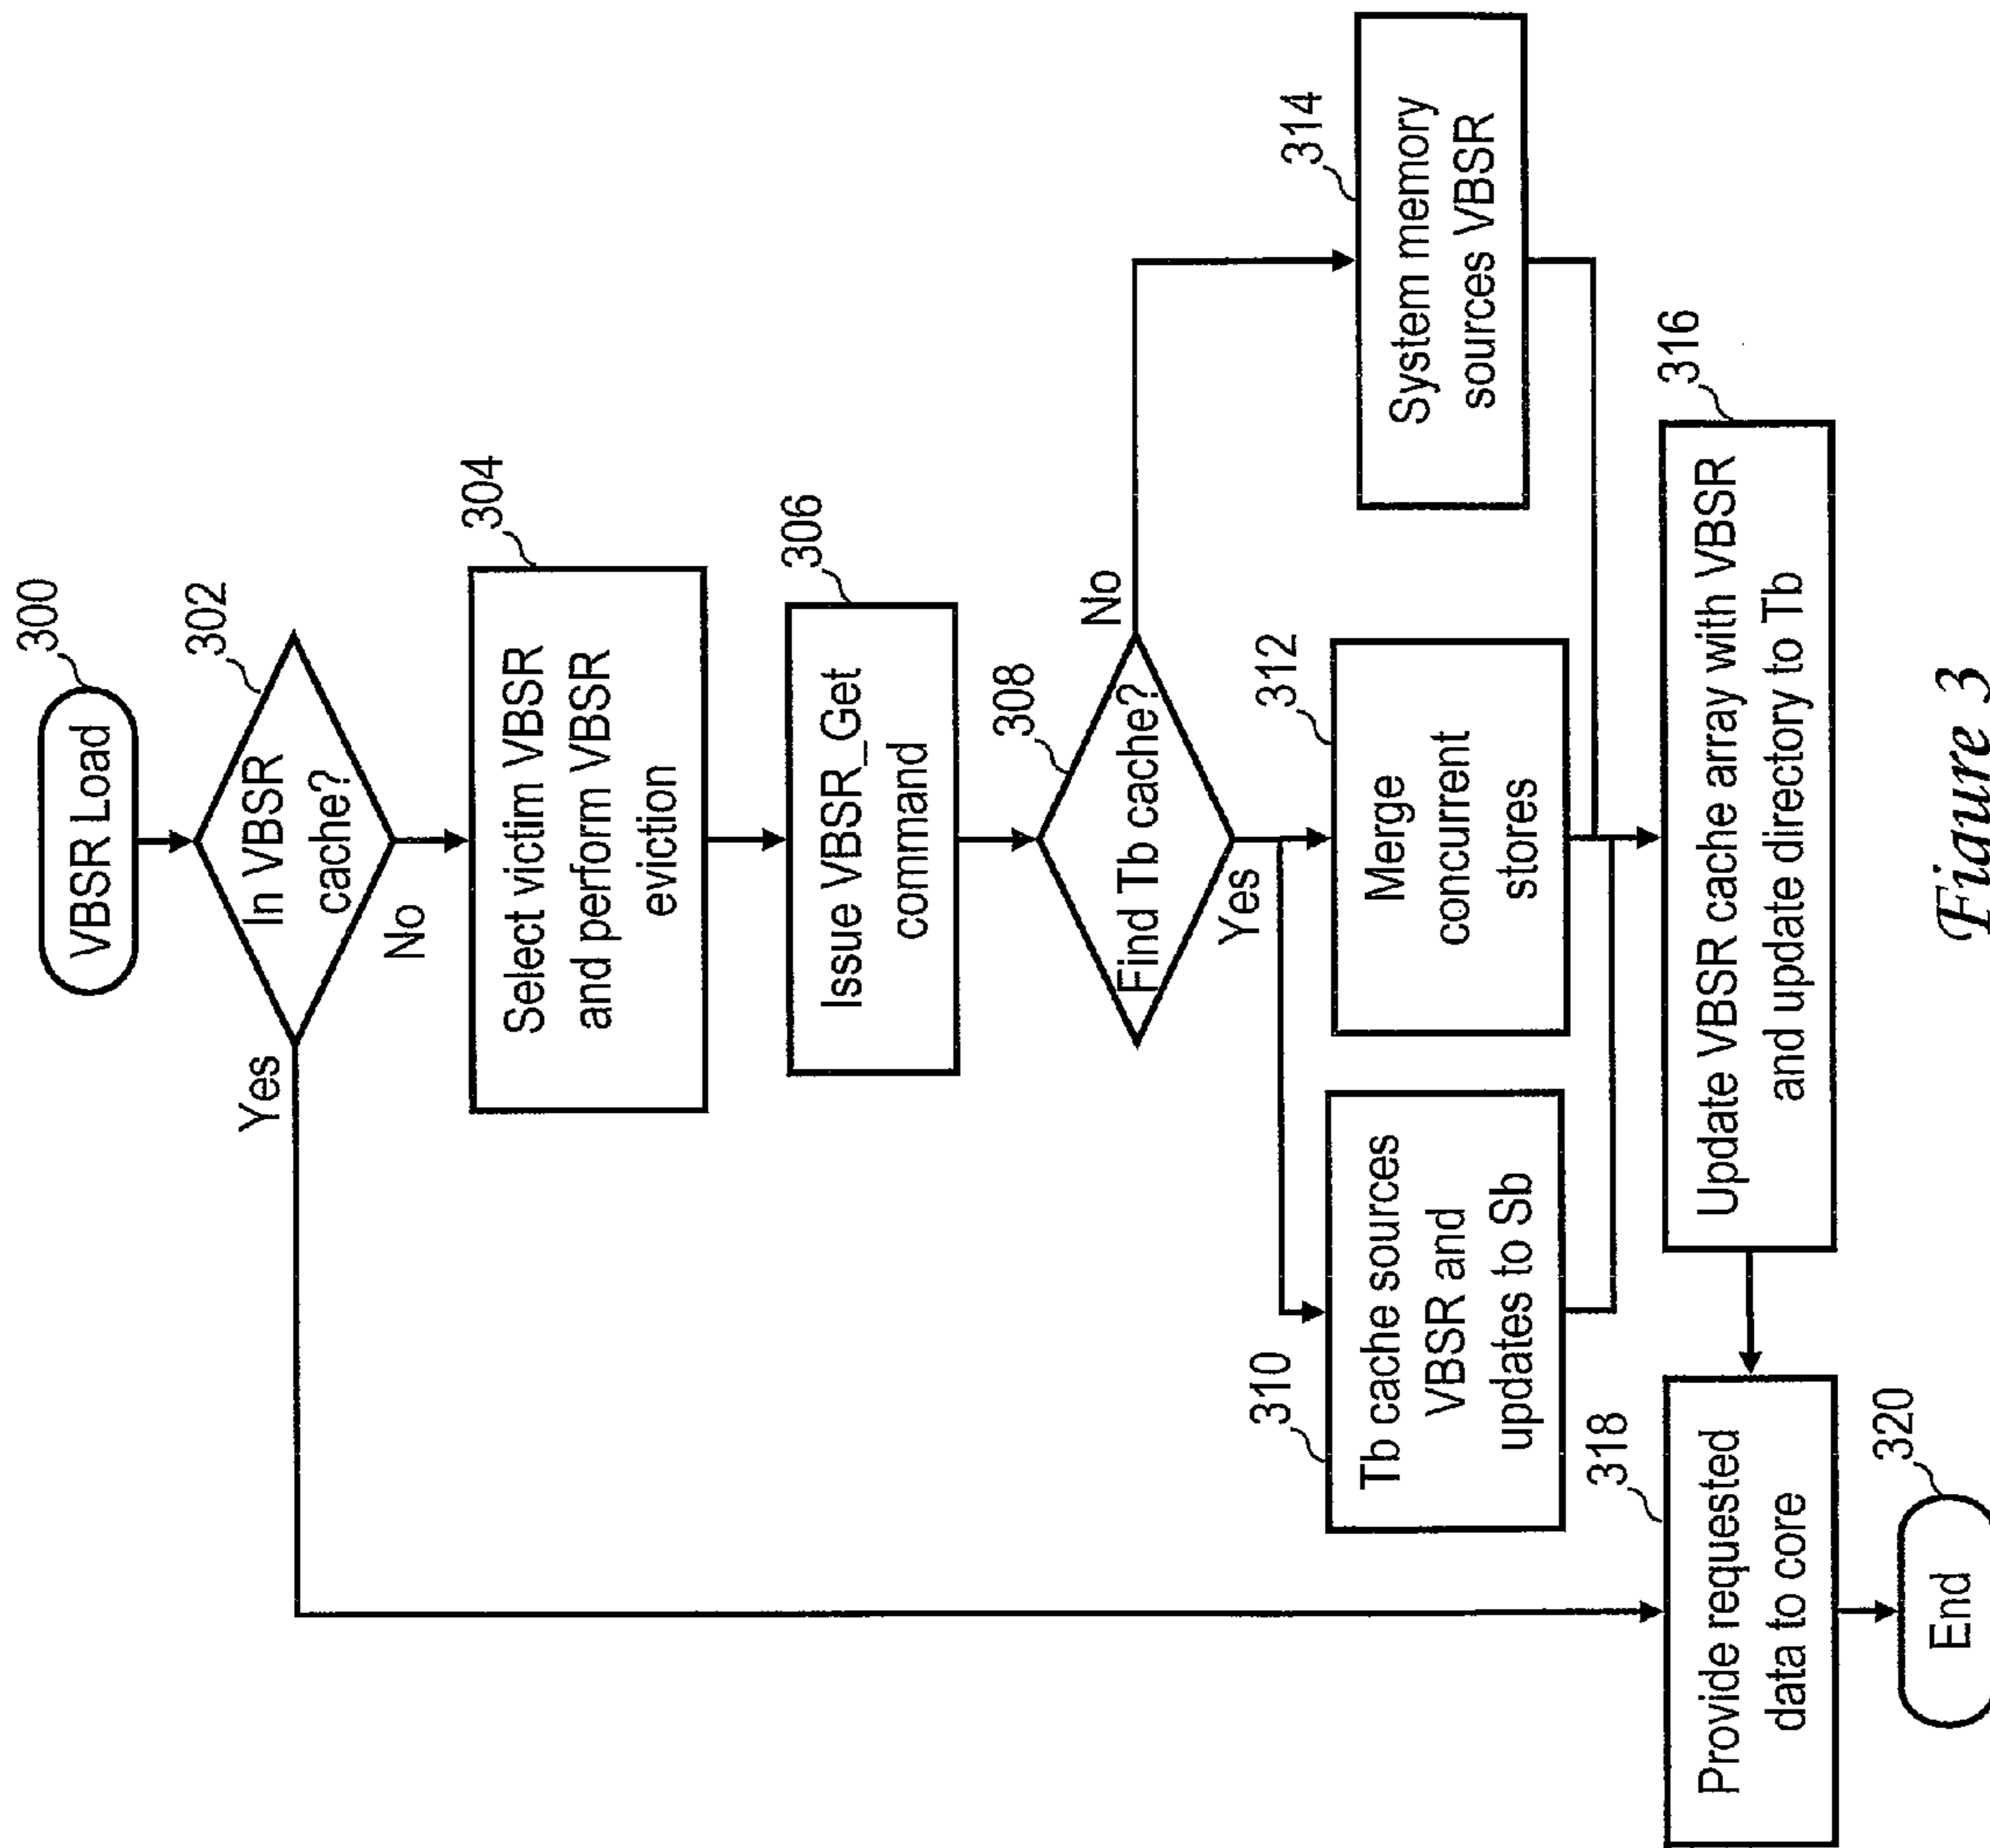 300
VBSR Load
302
In VBSR
cache?
Yes
No
304
Select victim VBSR
and perform VBSR
eviction
306
Issue VBSR_Get
command
308
Find Tb cache?
No
Yes
310
Tb cache sources
VBSR and
updates to Sb
312
Merge
concurrent
stores
314
System memory
sources VBSR
316
Update VBSR cache array with VBSR
and update directory to Tb
318
Provide requested
data to core
320
End
Figure 3